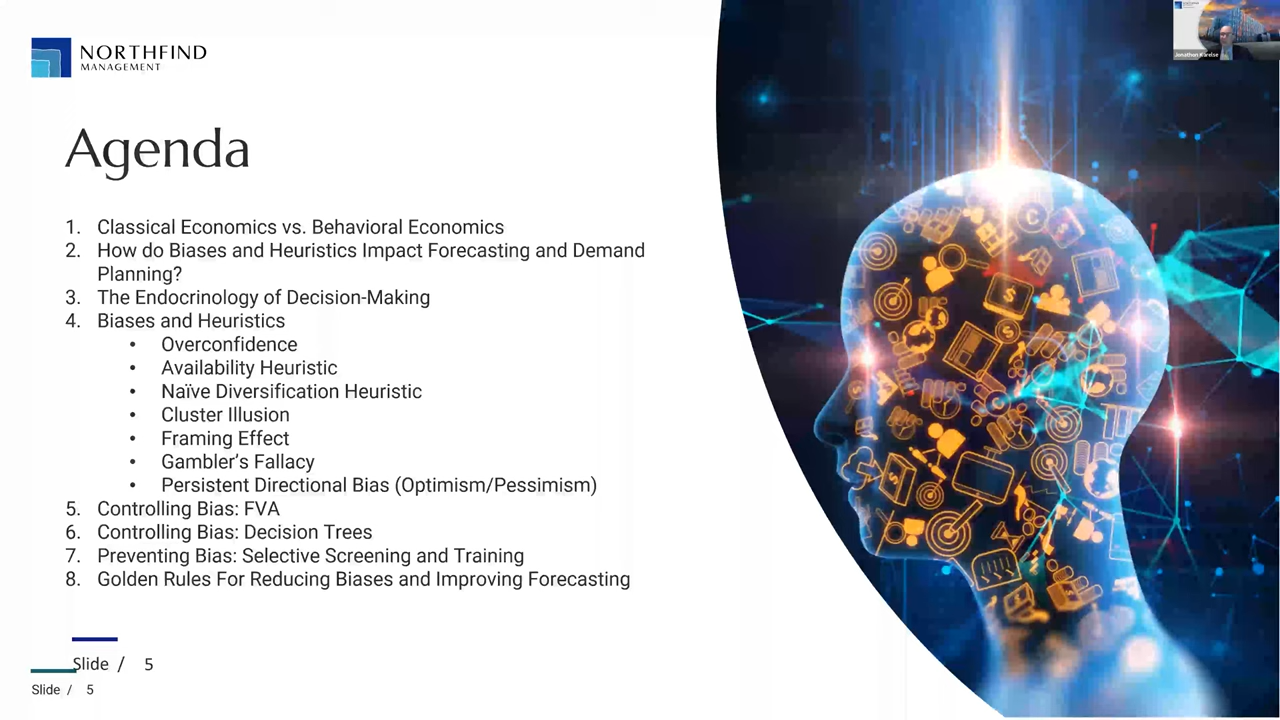 NORTHFIND
MANAGEMENT
Jonathon Karelse
Agenda
1. Classical Economics vs. Behavioral Economics
2. How do Biases and Heuristics Impact Forecasting and Demand
Planning?
3. The Endocrinology of Decision-Making
4. Biases and Heuristics
• Overconfidence
• Availability Heuristic
• Naïve Diversification Heuristic
• Cluster Illusion
• Framing Effect
• Gambler’s Fallacy
• Persistent Directional Bias (Optimism/Pessimism)
5. Controlling Bias: FVA
6. Controlling Bias: Decision Trees
7. Preventing Bias: Selective Screening and Training
8. Golden Rules For Reducing Biases and Improving Forecasting
Slide / 5
Slide / 5